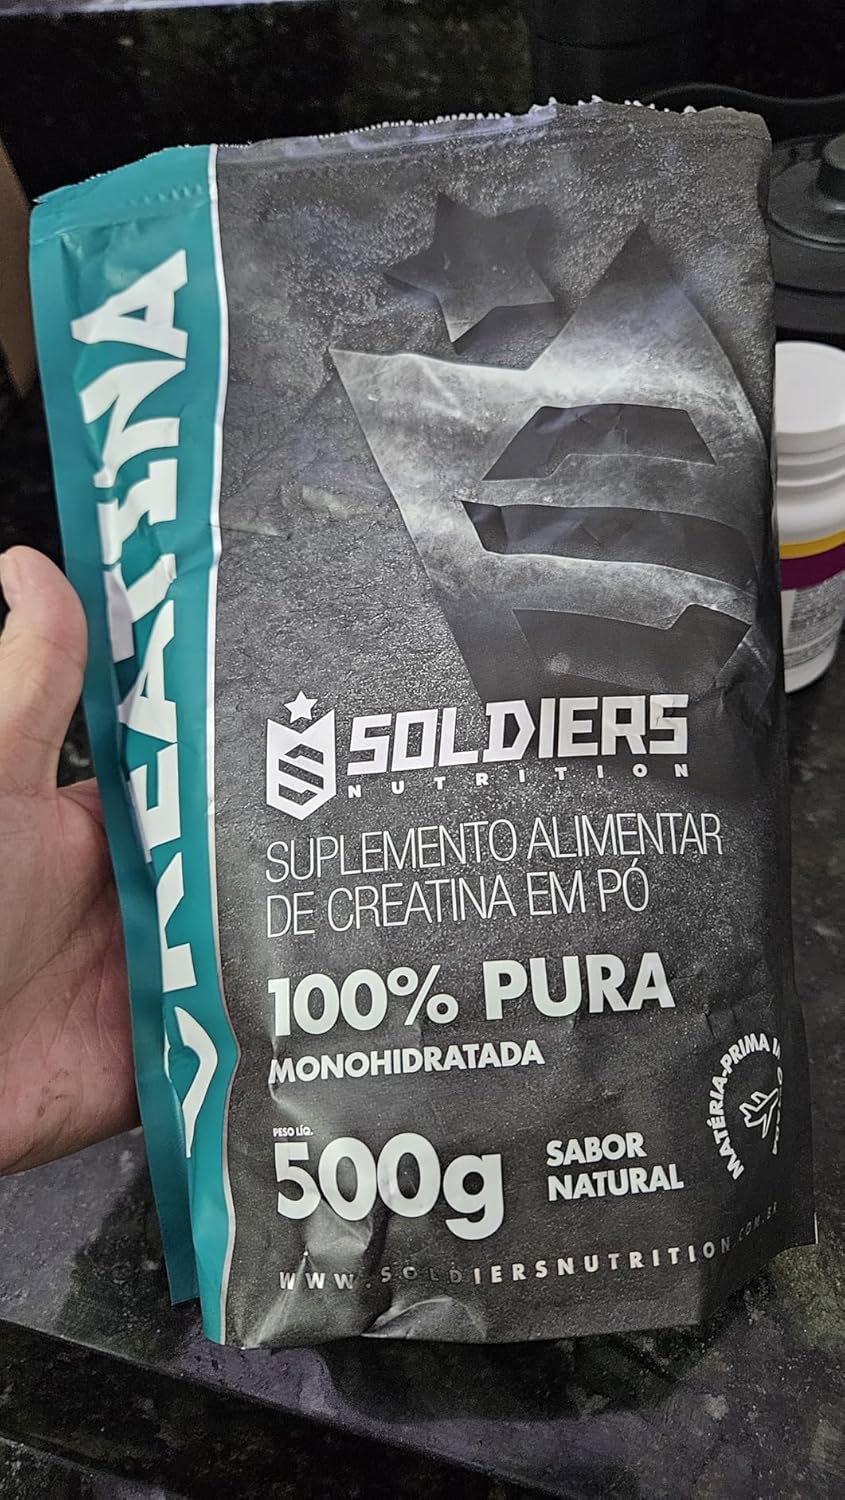 CREATINA
SOLDIERS
NUTRITION
SUPLEMENTO ALIMENTAR
DE CREATINA EM PÓ
100% PURA
MONOHIDRATADA
PESO LÍQ.
500g
SABOR
NATURAL
MATÉRIA-PRIMA
WWW.SOLDIERSNUTRITION.COM.BR